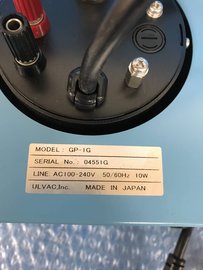 MODEL: GP-1G
SERIAL No.: 04551G
LINE: AC100-240V 50/60Hz 10W
ULVAC,Inc. MADE IN JAPAN